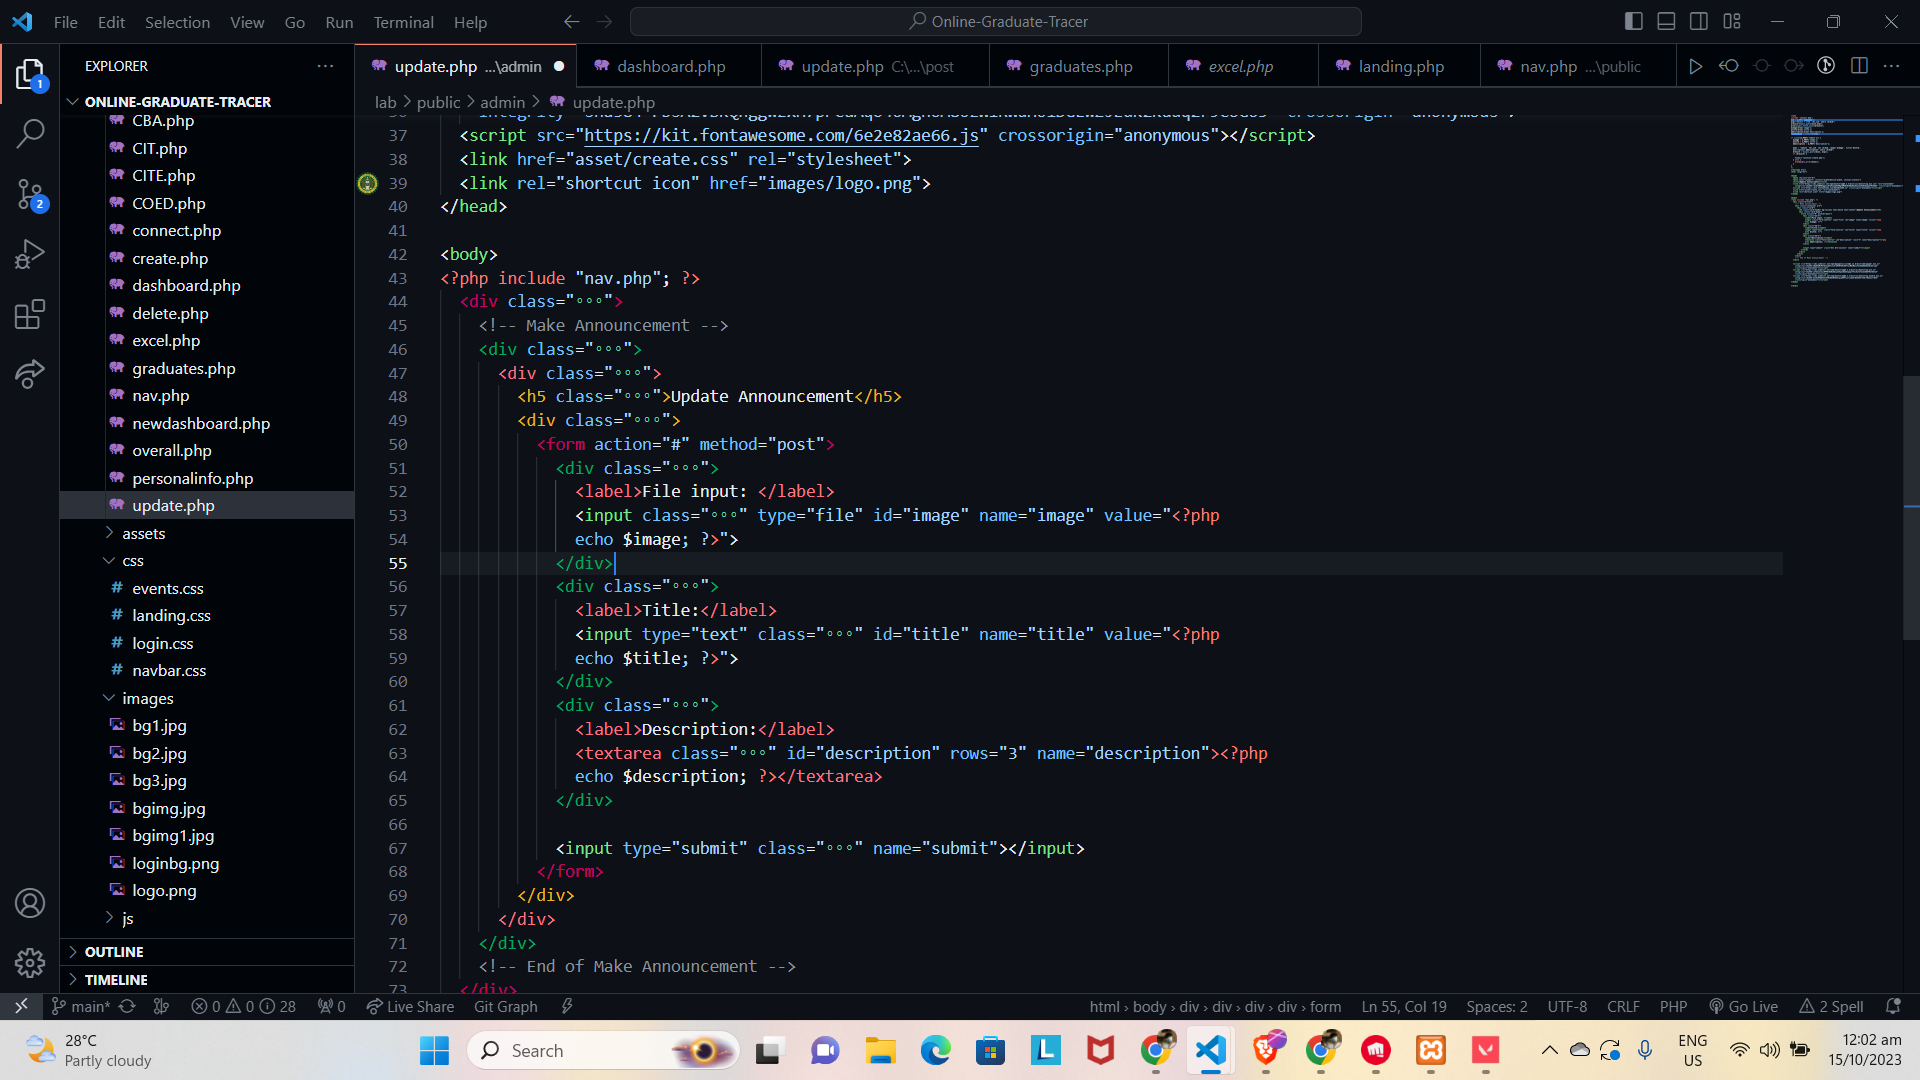 File Edit Selection View Go Run Terminal Help
Online-Graduate-Tracer
EXPLORER
ONLINE-GRADUATE-TRACER
CBA.php
CIT.php
CITE.php
COED.php
connect.php
create.php
dashboard.php
delete.php
excel.php
graduates.php
nav.php
newdashboard.php
overall.php
personalinfo.php
update.php
assets
css
events.css
landing.css
login.css
navbar.css
images
bg1.jpg
bg2.jpg
bg3.jpg
bgimg.jpg
bgimg1.jpg
loginbg.png
logo.png
js
OUTLINE
TIMELINE
1
2
update.php ...\admin
dashboard.php
update.php C:\...\post
graduates.php
excel.php
landing.php
nav.php ...\public
lab > public > admin > update.php
37 <script src="https://kit.fontawesome.com/6e2e82ae66.js" crossorigin="anonymous"></script>
38 <link href="asset/create.css" rel="stylesheet">
39 <link rel="shortcut icon" href="images/logo.png">
40 </head>
41
42 <body>
43 <?php include "nav.php"; ?>
44 <div class="∘∘∘">
45 <!-- Make Announcement -->
46 <div class="∘∘∘">
47 <div class="∘∘∘">
48 <h5 class="∘∘∘">Update Announcement</h5>
49 <div class="∘∘∘">
50 <form action="#" method="post">
51 <div class="∘∘∘">
52 <label>File input: </label>
53 <input class="∘∘∘" type="file" id="image" name="image" value="<?php
54 echo $image; ?>">
55 </div>
56 <div class="∘∘∘">
57 <label>Title:</label>
58 <input type="text" class="∘∘∘" id="title" name="title" value="<?php
59 echo $title; ?>">
60 </div>
61 <div class="∘∘∘">
62 <label>Description:</label>
63 <textarea class="∘∘∘" id="description" rows="3" name="description"><?php
64 echo $description; ?></textarea>
65 </div>
66
67 <input type="submit" class="∘∘∘" name="submit"></input>
68 </form>
69 </div>
70 </div>
71 </div>
72 <!-- End of Make Announcement -->
73 </div>
main* 0 0 28 0 Live Share Git Graph html > body > div > div > div > div > form Ln 55, Col 19 Spaces: 2 UTF-8 CRLF PHP Go Live 2 Spell
28°C
Partly cloudy
Search
ENG
US
12:02 am
15/10/2023